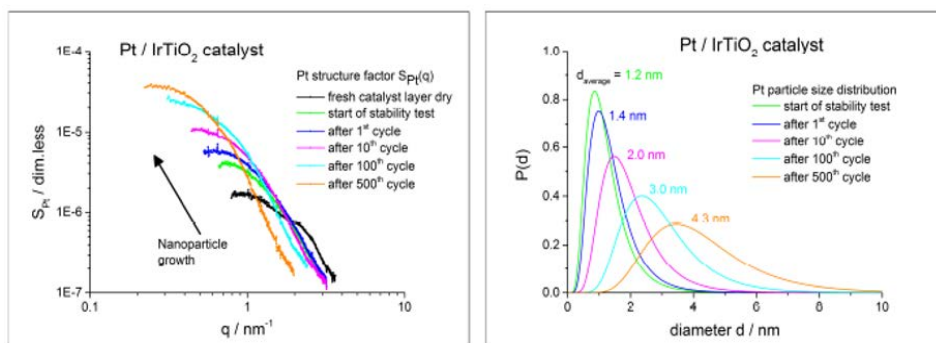 Pt / IrTiO₂ catalyst
Pt structure factor S_Pt(q)
fresh catalyst layer dry
start of stability test
after 1ˢᵗ cycle
after 10ᵗʰ cycle
after 100ᵗʰ cycle
after 500ᵗʰ cycle
Nanoparticle
growth
1E-4
1E-5
1E-6
1E-7
S_Pt / dim.less
0.1
1
10
q / nm⁻¹
Pt / IrTiO₂ catalyst
d_average = 1.2 nm
1.4 nm
2.0 nm
3.0 nm
4.3 nm
Pt particle size distribution
start of stability test
after 1ˢᵗ cycle
after 10ᵗʰ cycle
after 100ᵗʰ cycle
after 500ᵗʰ cycle
0.8
0.6
0.4
0.2
0.0
P(d)
0
2
4
6
8
10
diameter d / nm